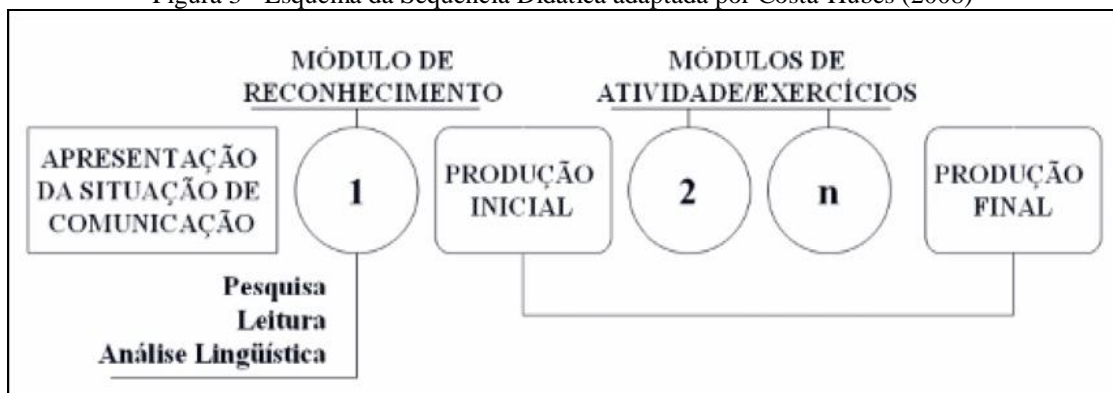 Figura 3 - Esquema da Sequência Didática adaptada por Costa-Hübes (2008)
MÓDULO DE
RECONHECIMENTO
MÓDULOS DE
ATIVIDADE/EXERCÍCIOS
APRESENTAÇÃO
DA SITUAÇÃO DE
COMUNICAÇÃO
1
PRODUÇÃO
INICIAL
2
n
PRODUÇÃO
FINAL
Pesquisa
Leitura
Análise Lingüística